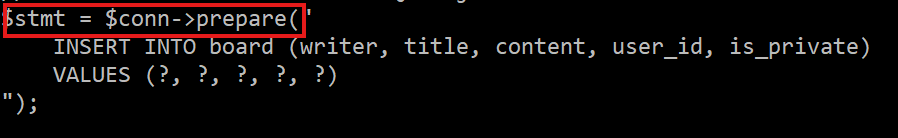 $stmt = $conn->prepare("
INSERT INTO board (writer, title, content, user_id, is_private)
VALUES (?, ?, ?, ?, ?)
");